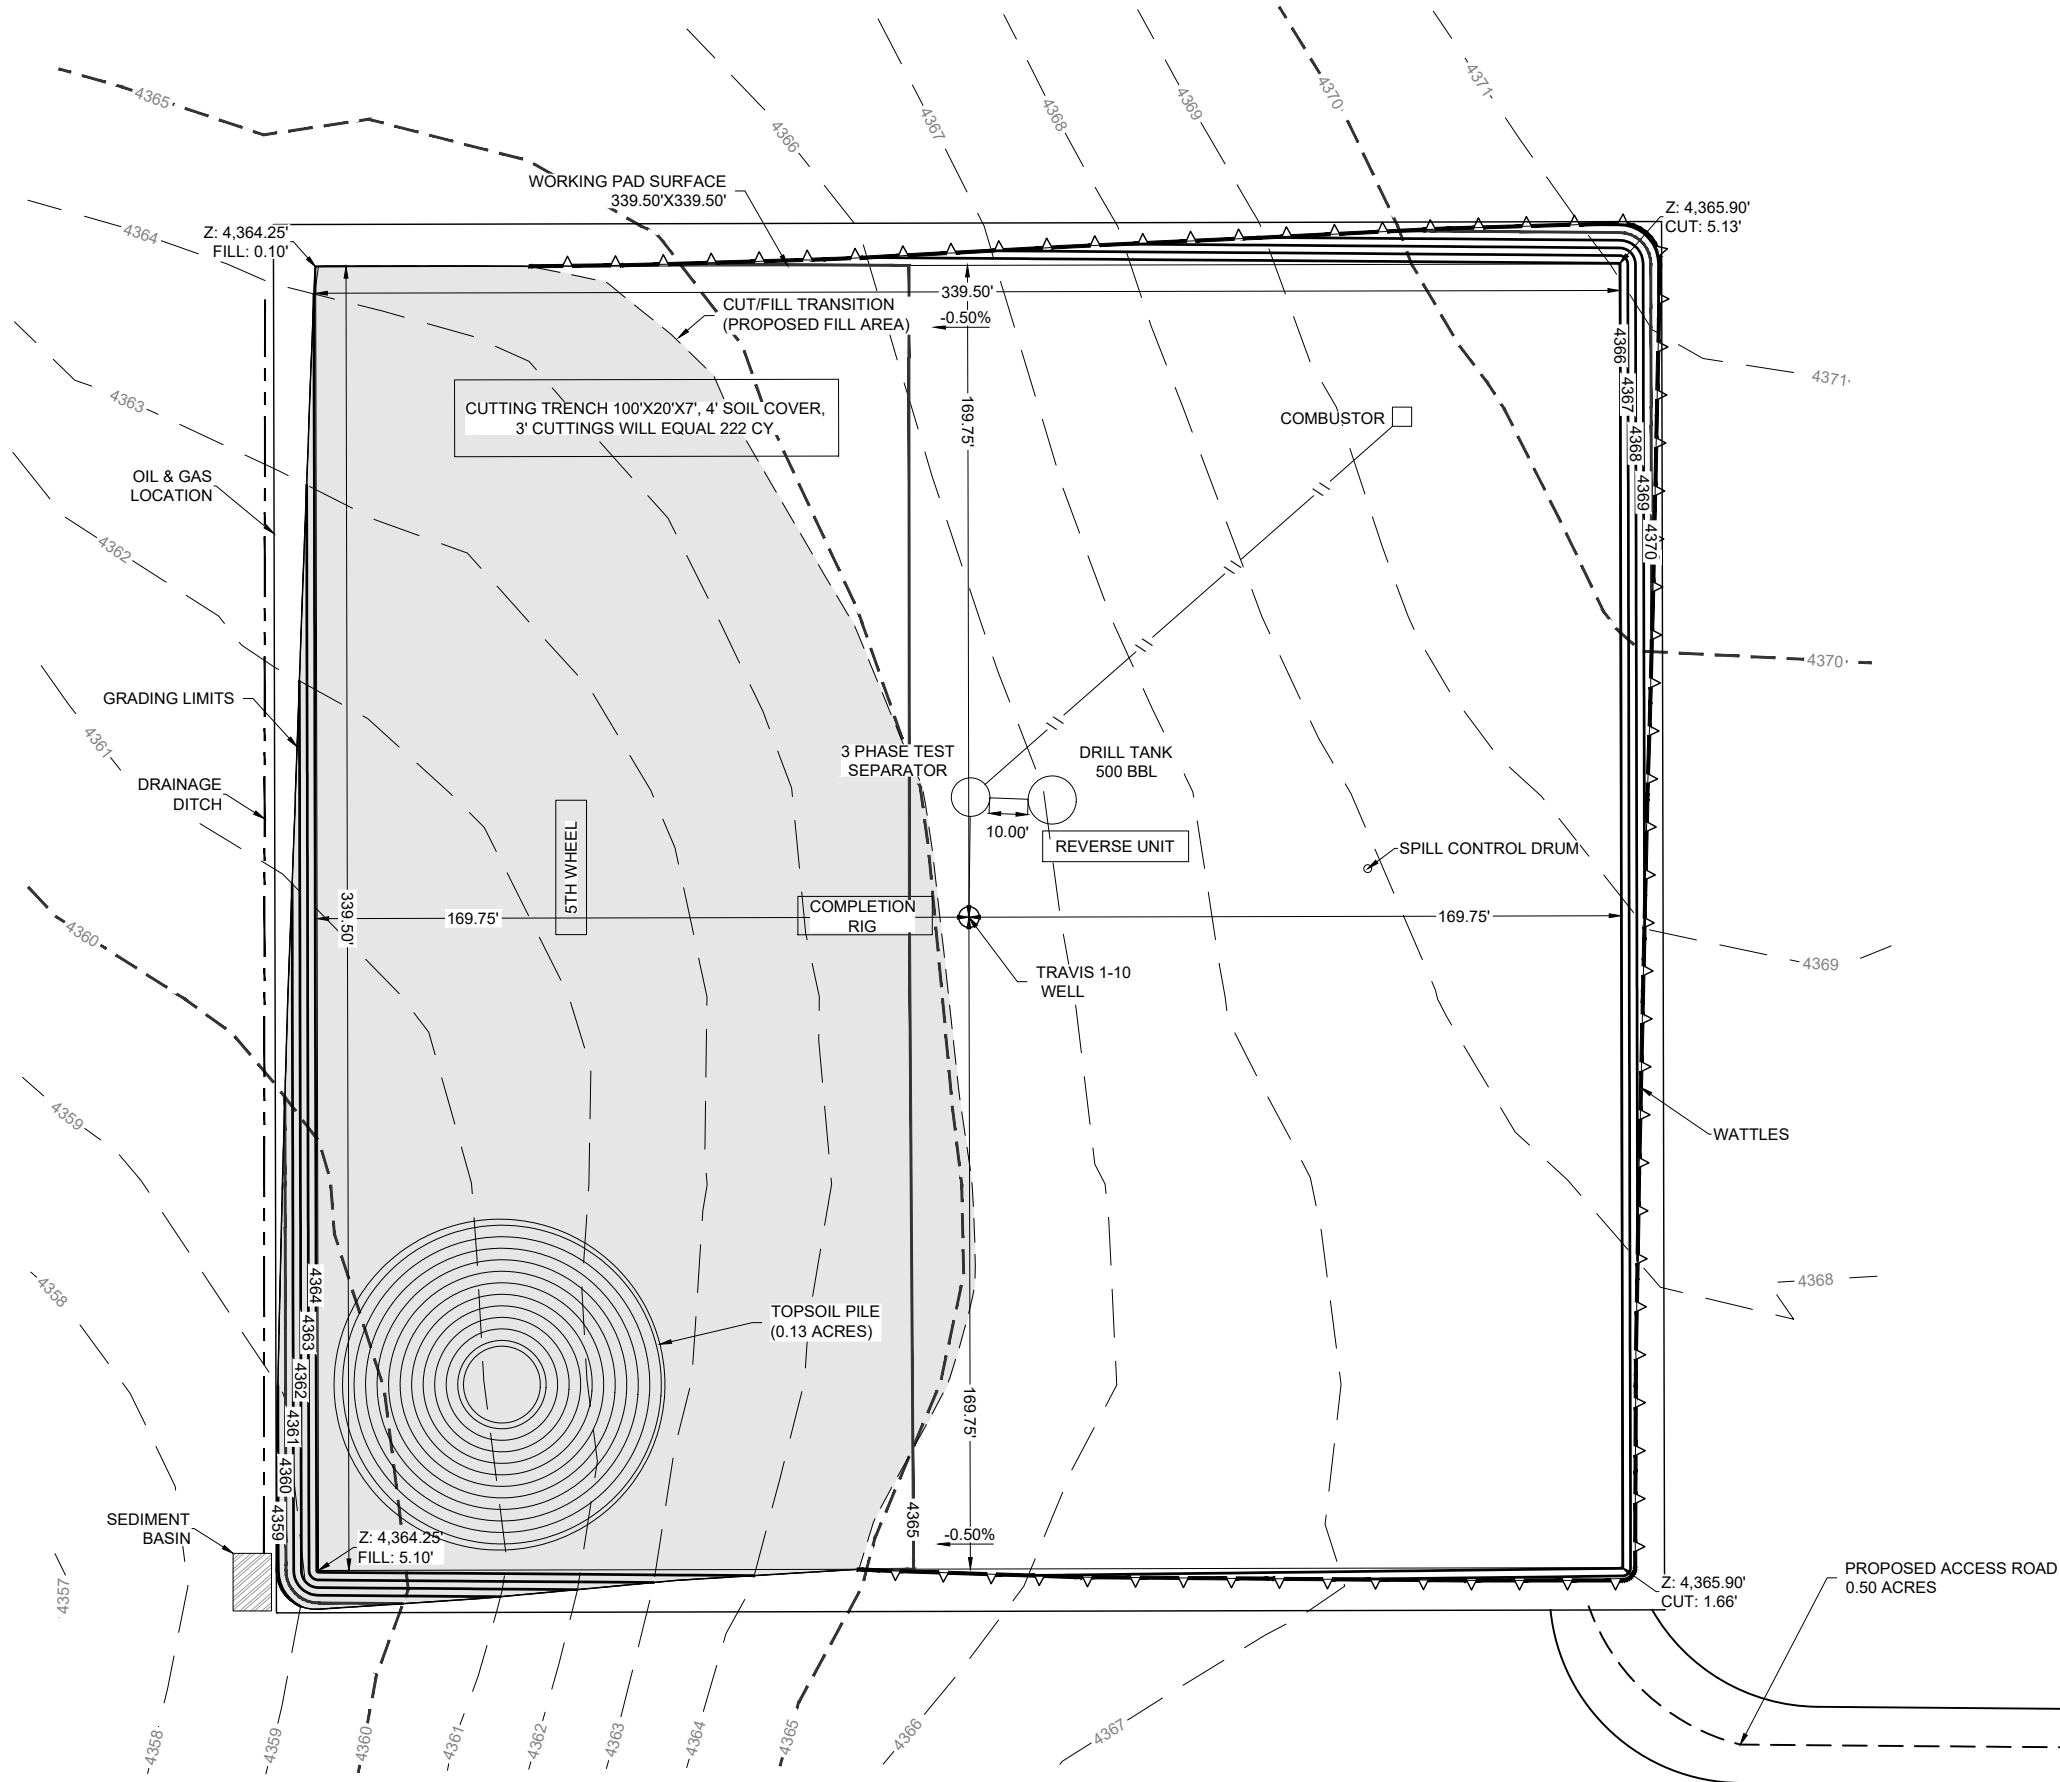 4365
4366
4367
4368
4369
4370
4371
WORKING PAD SURFACE
339.50'X339.50'
4364
Z: 4,364.25'
FILL: 0.10'
Z: 4,365.90'
CUT: 5.13'
339.50'
CUT/FILL TRANSITION
(PROPOSED FILL AREA)
-0.50%
4366
4371
4363
CUTTING TRENCH 100'X20'X7', 4' SOIL COVER,
3' CUTTINGS WILL EQUAL 222 CY
169.75'
COMBUSTOR
4367
4368
4369
4370
OIL & GAS
LOCATION
4362
4370
GRADING LIMITS
4361
3 PHASE TEST
SEPARATOR
DRILL TANK
500 BBL
DRAINAGE
DITCH
10.00'
REVERSE UNIT
SPILL CONTROL DRUM
5TH WHEEL
COMPLETION
RIG
339.50'
169.75'
169.75'
4360
4369
TRAVIS 1-10
WELL
4359
WATTLES
4358
4364
4363
4362
4361
4360
4359
TOPSOIL PILE
(0.13 ACRES)
4368
169.75'
SEDIMENT
BASIN
Z: 4,364.25'
FILL: 5.10'
4365
-0.50%
4357
Z: 4,365.90'
CUT: 1.66'
PROPOSED ACCESS ROAD
0.50 ACRES
4358
4359
4360
4361
4362
4363
4364
4365
4366
4367